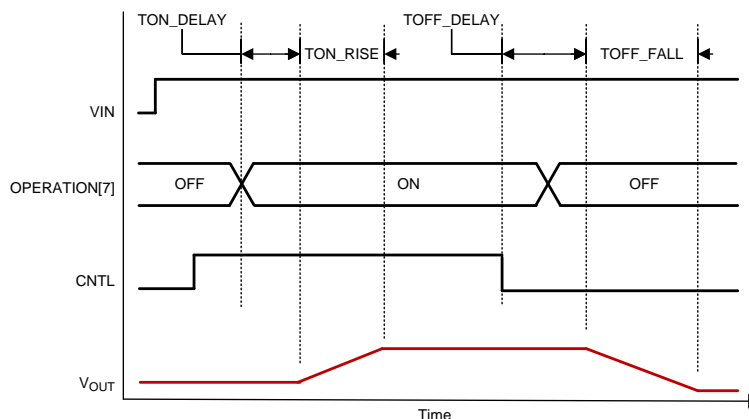 TON_DELAY
TOFF_DELAY
TON_RISE
TOFF_FALL
VIN
OPERATION[7]
OFF
ON
OFF
CNTL
VOUT
Time